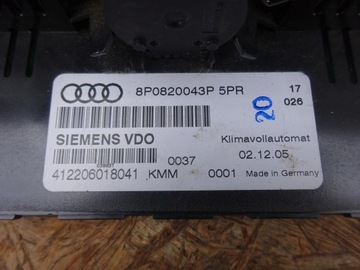 8P0820043P 5PR
17
026
20
SIEMENS VDO
Klimavollautomat
0037
02.12.05
412206018041 KMM
0001
Made in Germany